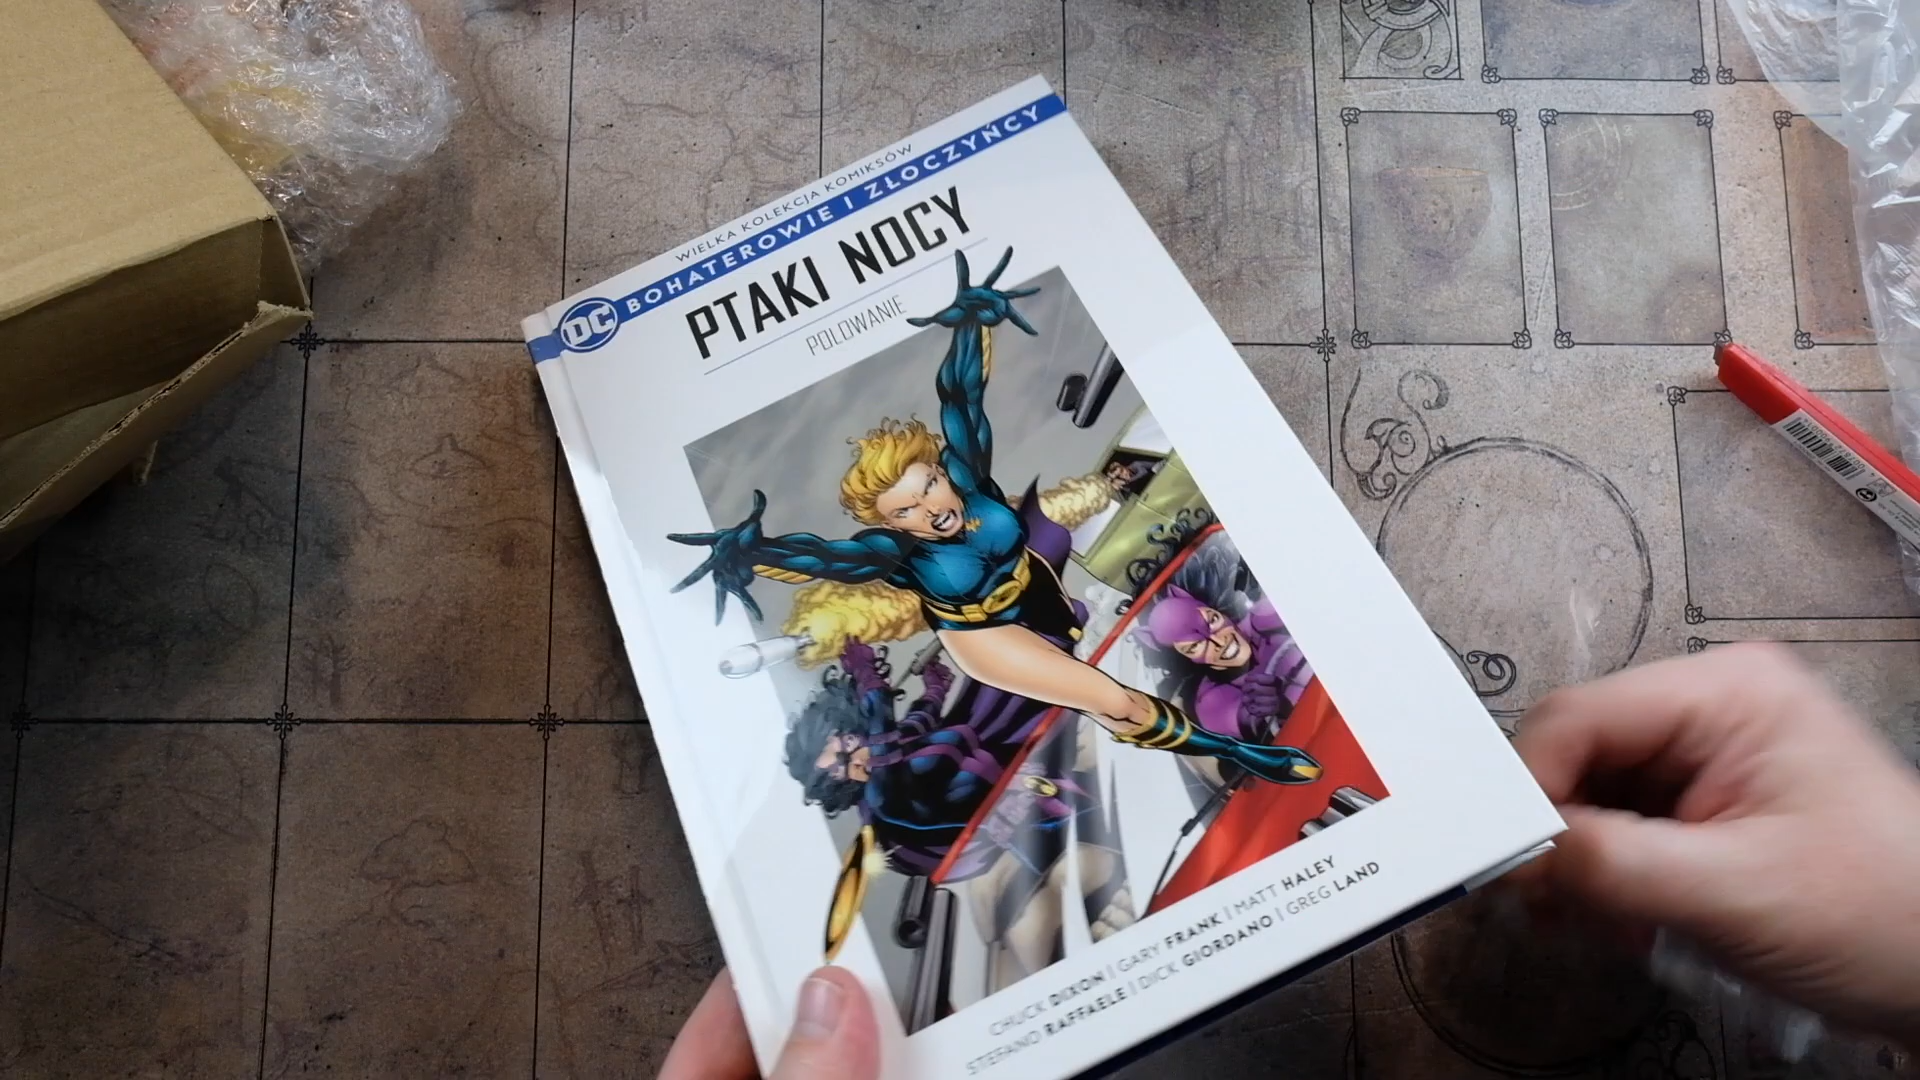 WIELKA KOLEKCJA KOMIKSÓW
DC BOHATEROWIE I ZŁOCZYŃCY
PTAKI NOCY
POLOWANIE
CHUCK DIXON | GARY FRANK | MATT HALEY
STEFANO RAFFAELE | DICK GIORDANO | GREG LAND